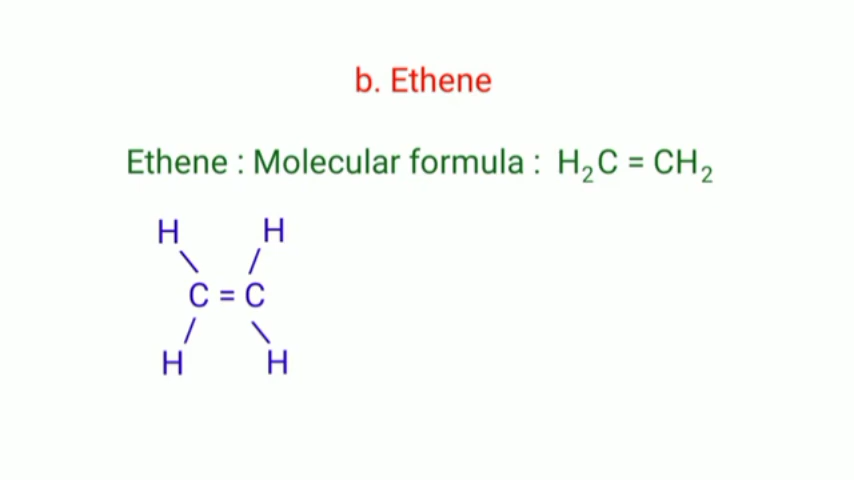 b. Ethene
Ethene : Molecular formula : H₂C = CH₂
H H
\ /
C = C
/ \
H H